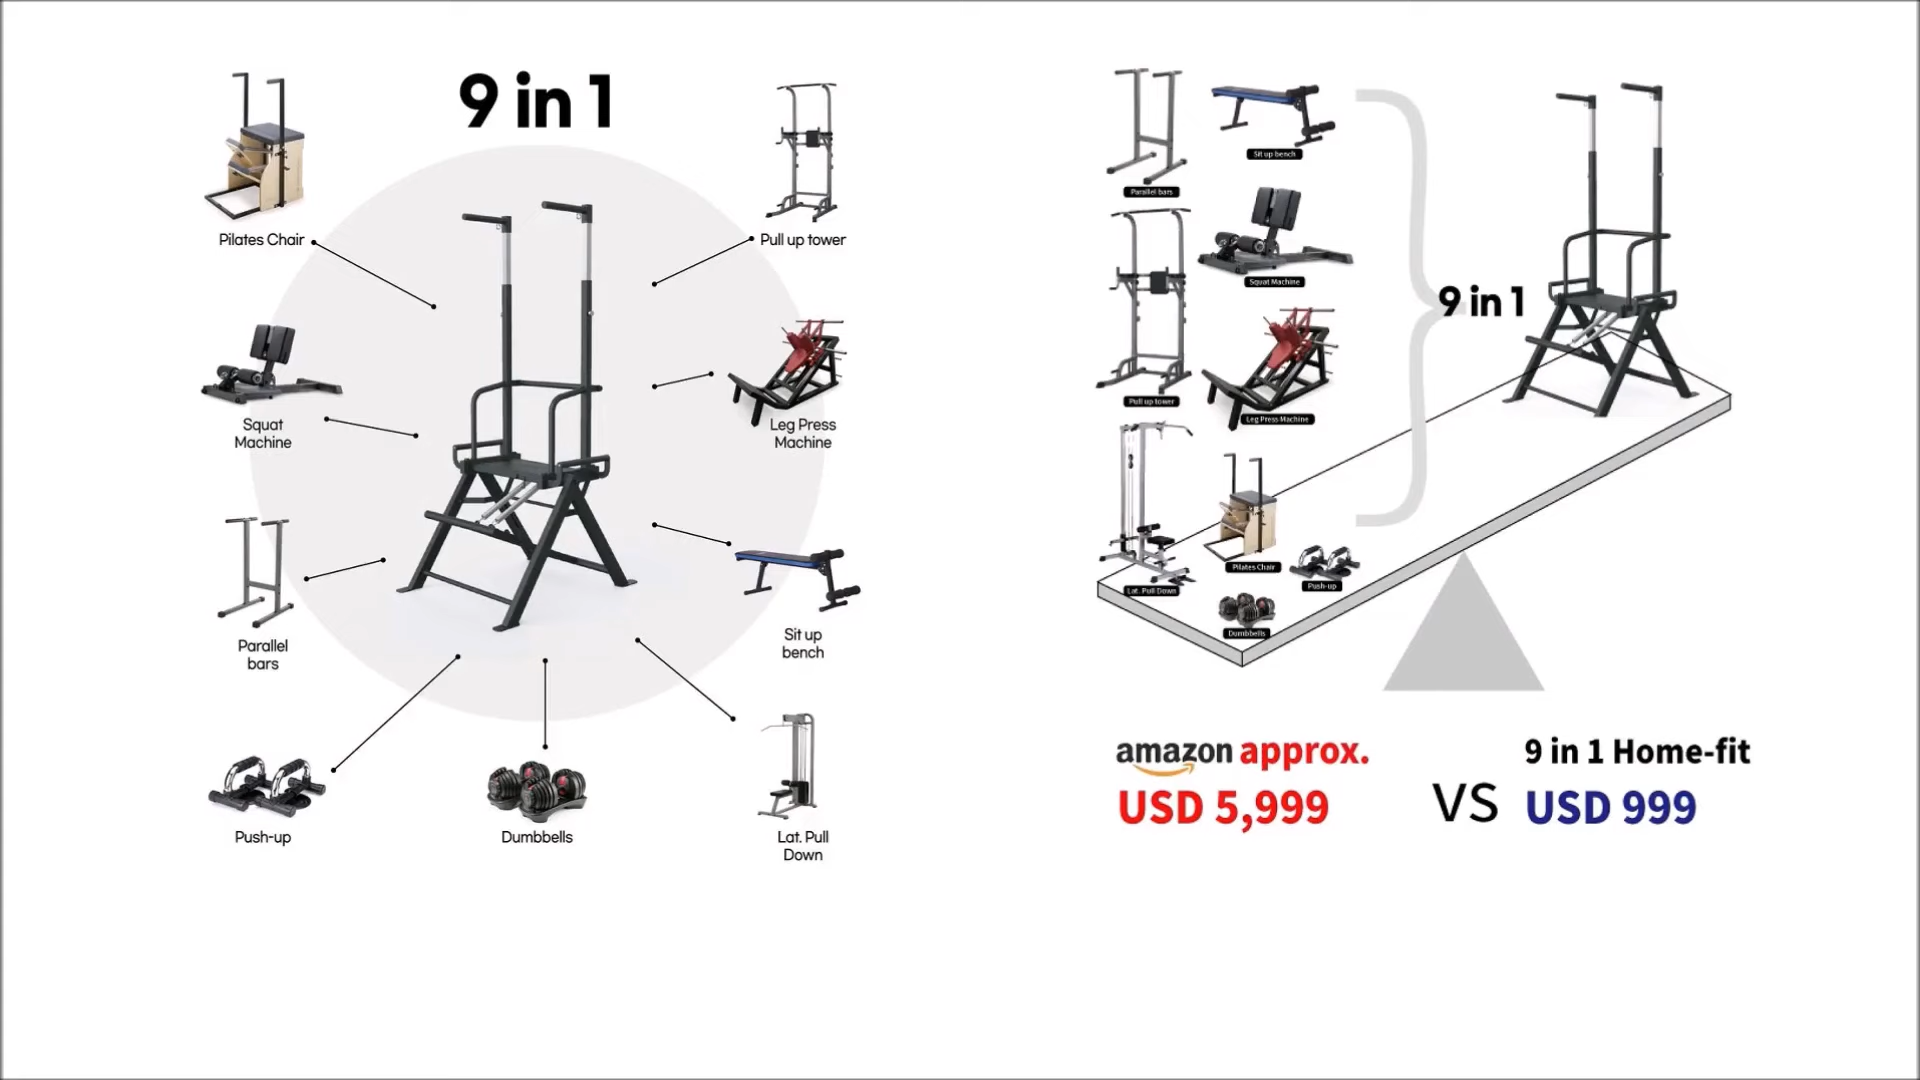 9 in 1
Pilates Chair
Pull up tower
Squat
Machine
Leg Press
Machine
Parallel
bars
Sit up
bench
Push-up
Dumbbells
Lat. Pull
Down
Sit up bench
Parallel bars
Squat Machine
9 in 1
Pull up tower
Leg Press Machine
Pilates Chair
Push-up
Lat. Pull Down
Dumbbells
amazon approx.
USD 5,999
VS
9 in 1 Home-fit
USD 999